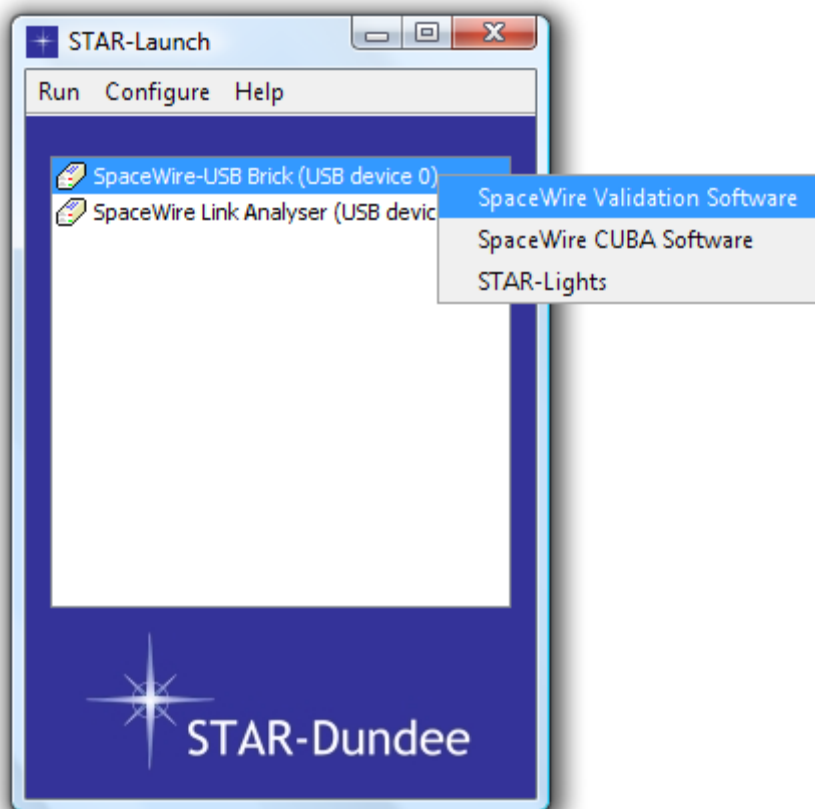 STAR-Launch
Run Configure Help
SpaceWire-USB Brick (USB device 0)
SpaceWire Link Analyser (USB devic
SpaceWire Validation Software
SpaceWire CUBA Software
STAR-Lights
STAR-Dundee